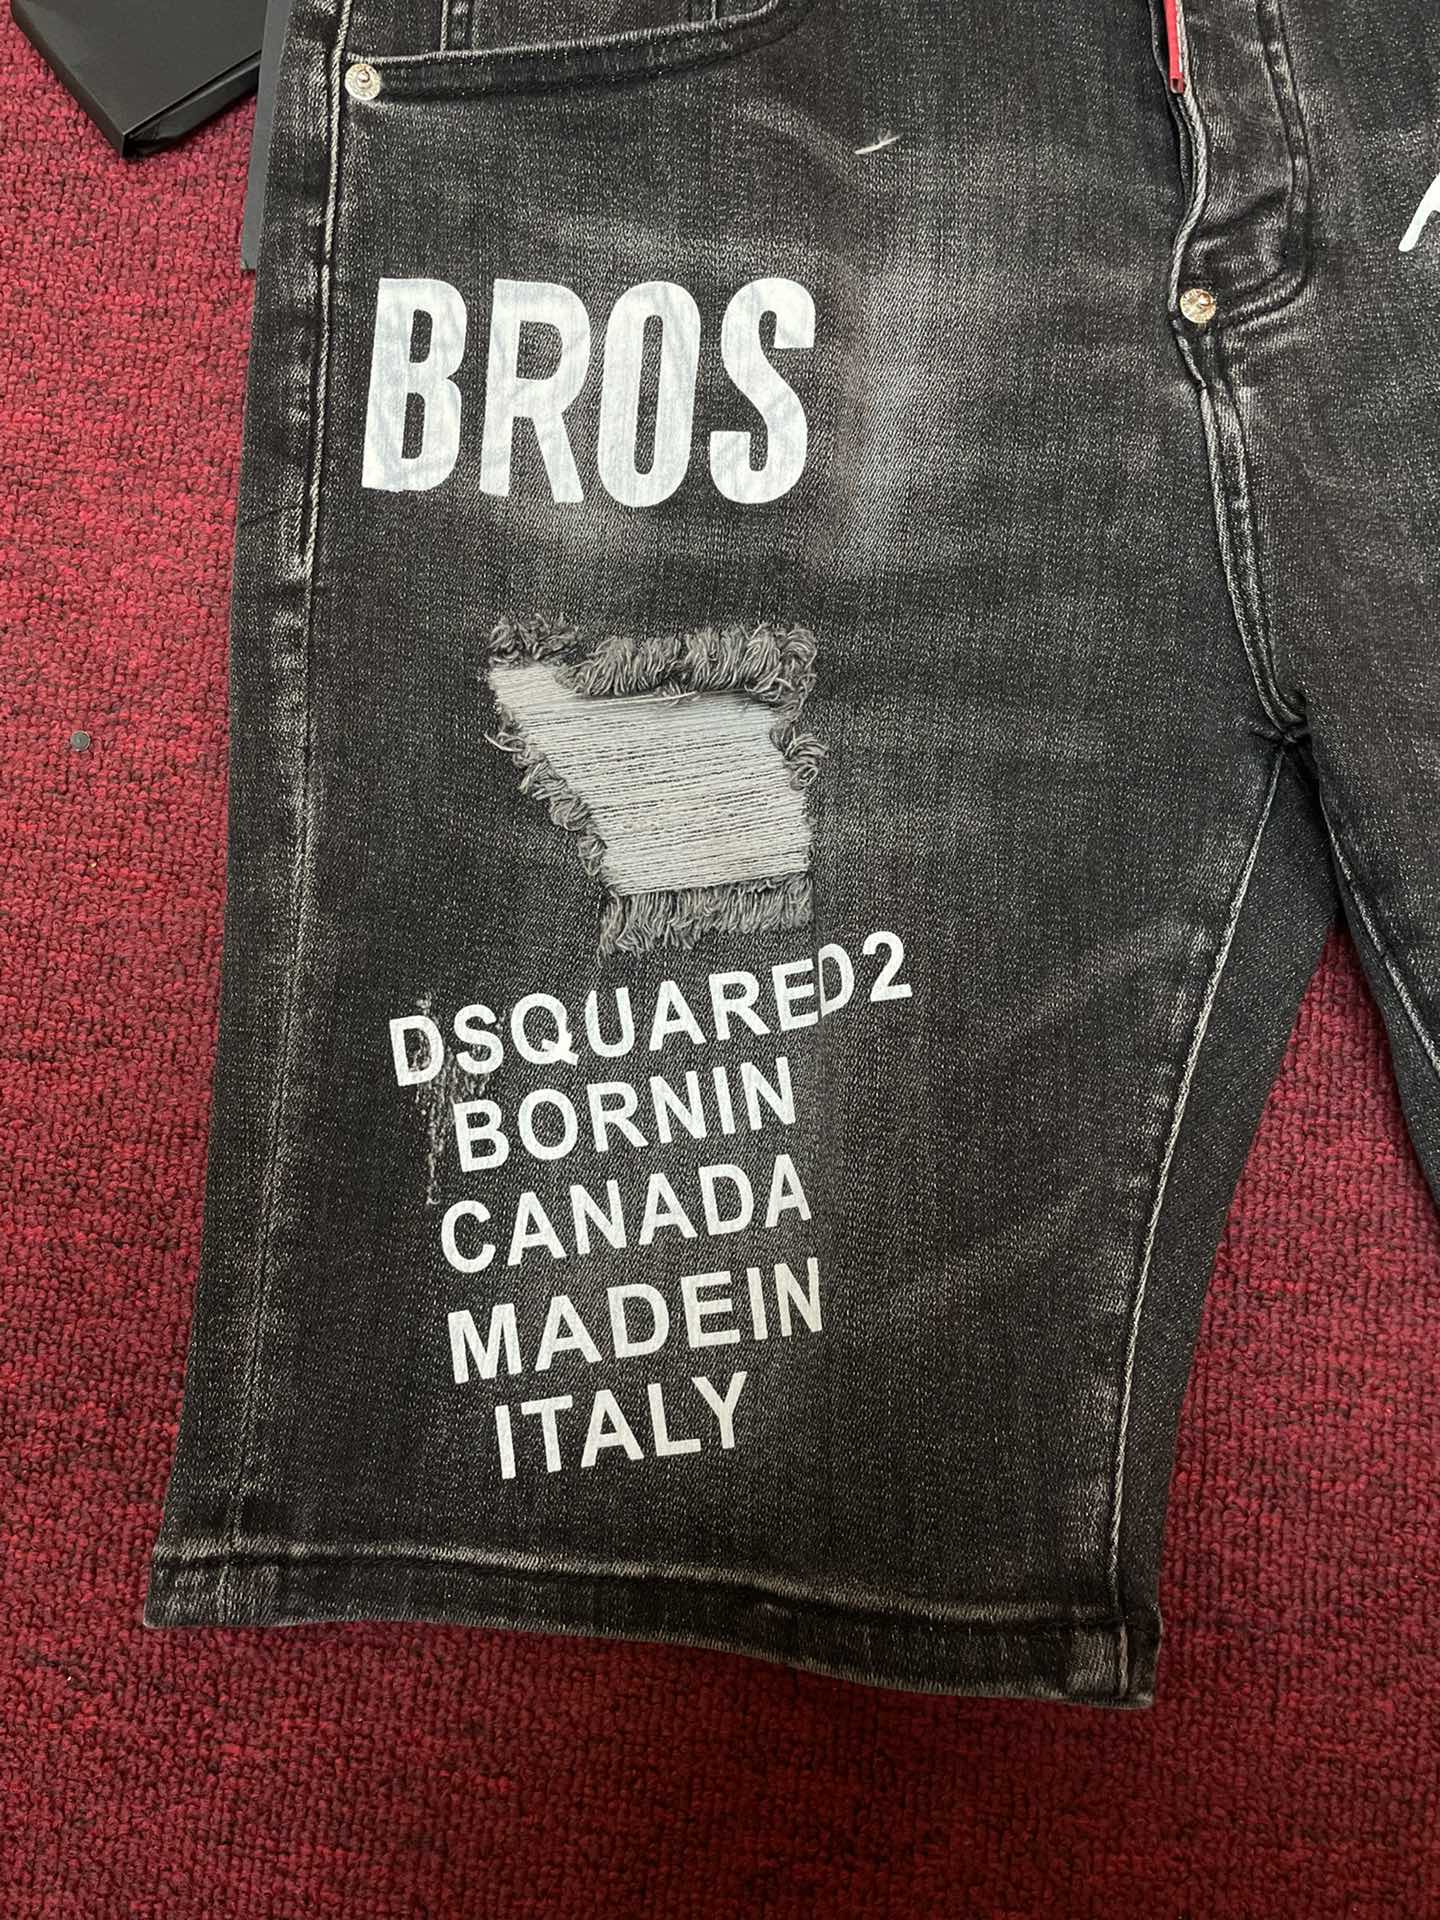 BROS
DSQUARED2
BORNIN
CANADA
MADEIN
ITALY